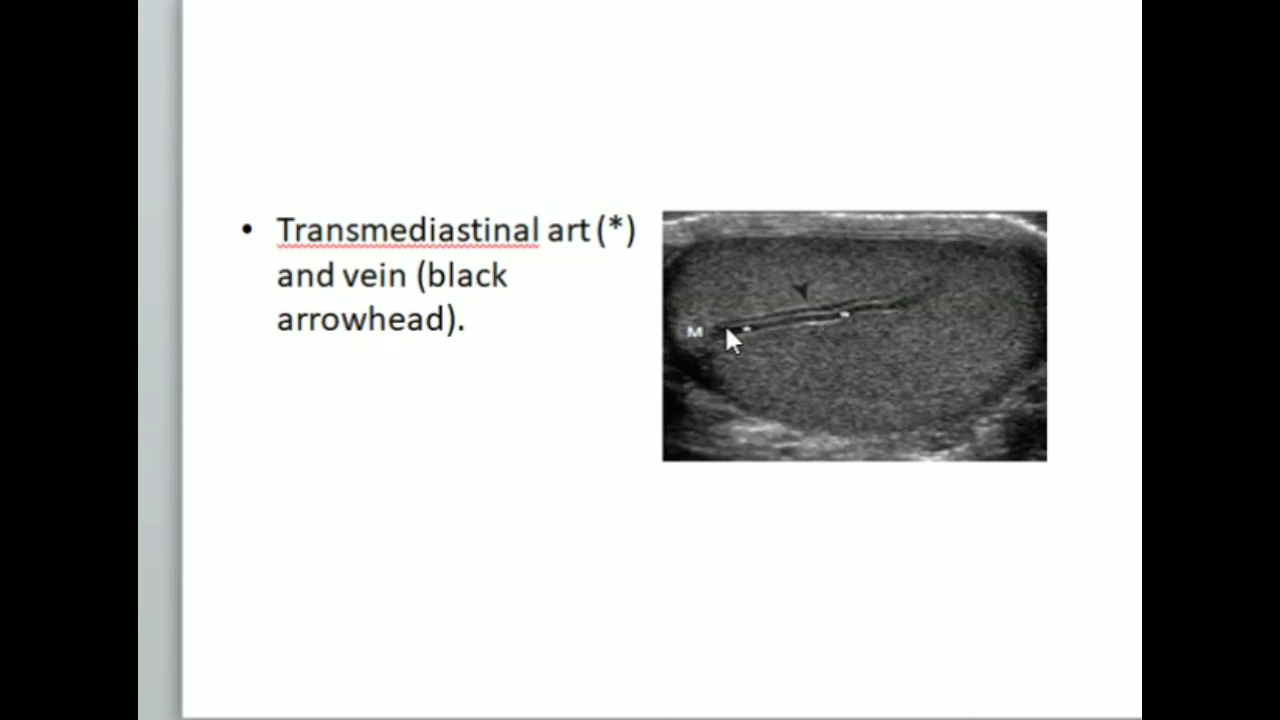 • Transmediastinal art (*)
and vein (black
arrowhead).
M